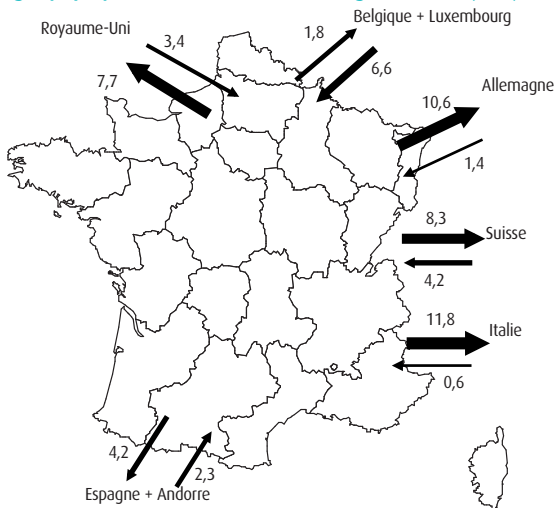 Royaume-Uni
3,4
7,7
1,8
Belgique + Luxembourg
6,6
Allemagne
10,6
1,4
8,3
Suisse
4,2
11,8
Italie
0,6
4,2
2,3
Espagne + Andorre